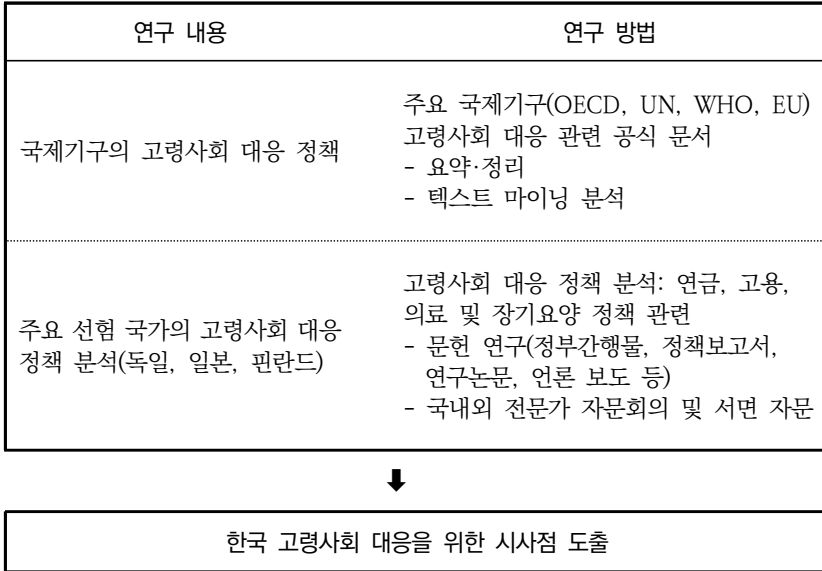 연구 내용
연구 방법
국제기구의 고령사회 대응 정책
주요 국제기구(OECD, UN, WHO, EU)
고령사회 대응 관련 공식 문서
- 요약·정리
- 텍스트 마이닝 분석
주요 선험 국가의 고령사회 대응
정책 분석(독일, 일본, 핀란드)
고령사회 대응 정책 분석: 연금, 고용,
의료 및 장기요양 정책 관련
- 문헌 연구(정부간행물, 정책보고서,
연구논문, 언론 보도 등)
- 국내외 전문가 자문회의 및 서면 자문
한국 고령사회 대응을 위한 시사점 도출